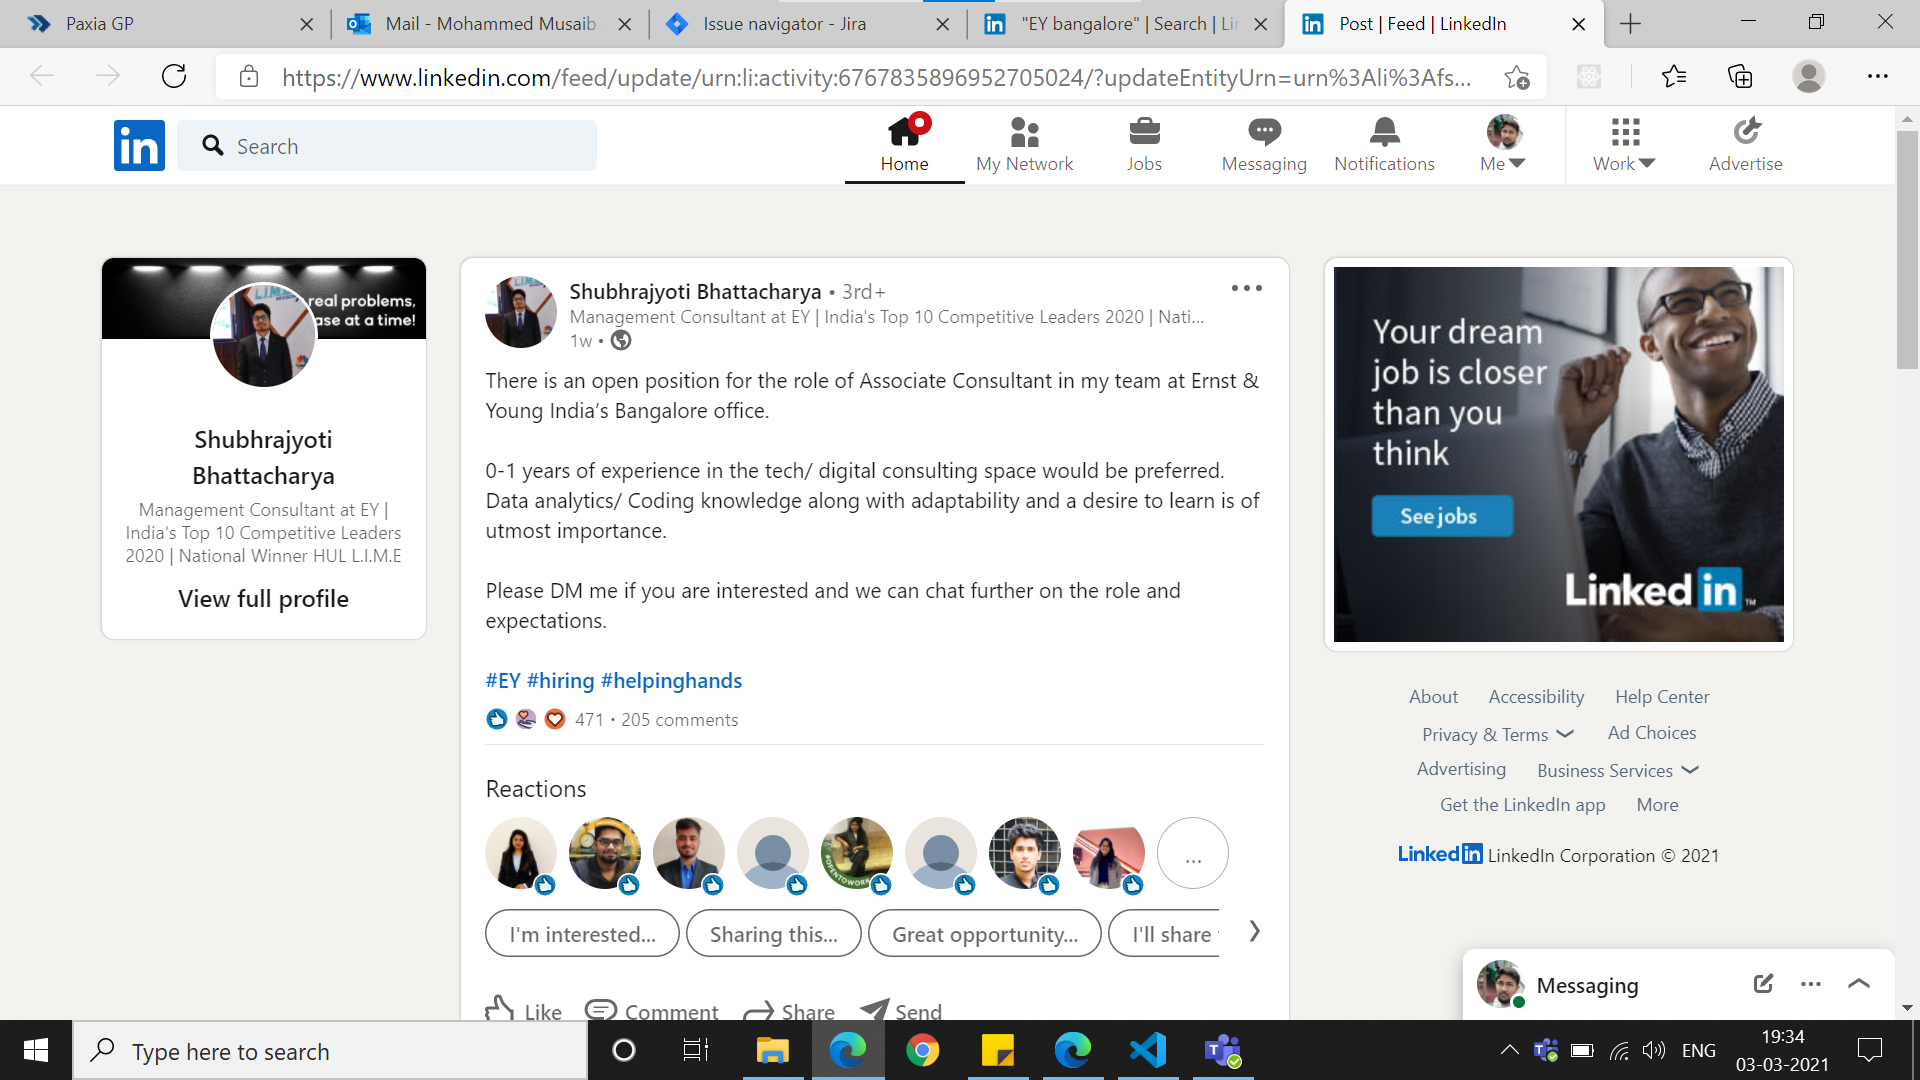 Paxia GP
Mail - Mohammed Musaib
Issue navigator - Jira
"EY bangalore" | Search | Lin
Post | Feed | LinkedIn
https://www.linkedin.com/feed/update/urn:li:activity:6767835896952705024/?updateEntityUrn=urn%3Ali%3Afs...
in
Search
Home
My Network
Jobs
Messaging
Notifications
Me
Work
Advertise
real problems,
ase at a time!
Shubhrajyoti
Bhattacharya
Management Consultant at EY |
India's Top 10 Competitive Leaders
2020 | National Winner HUL L.I.M.E
View full profile
Shubhrajyoti Bhattacharya • 3rd+
Management Consultant at EY | India's Top 10 Competitive Leaders 2020 | Nati...
1w •
There is an open position for the role of Associate Consultant in my team at Ernst &
Young India’s Bangalore office.
0-1 years of experience in the tech/ digital consulting space would be preferred.
Data analytics/ Coding knowledge along with adaptability and a desire to learn is of
utmost importance.
Please DM me if you are interested and we can chat further on the role and
expectations.
#EY #hiring #helpinghands
471 • 205 comments
Reactions
#OPENTOWORK
...
I'm interested...
Sharing this...
Great opportunity...
I'll share
Like
Comment
Share
Send
Your dream
job is closer
than you
think
See jobs
Linked in ™
About
Accessibility
Help Center
Privacy & Terms
Ad Choices
Advertising
Business Services
Get the LinkedIn app
More
Linked in LinkedIn Corporation © 2021
Messaging
Type here to search
ENG
19:34
03-03-2021